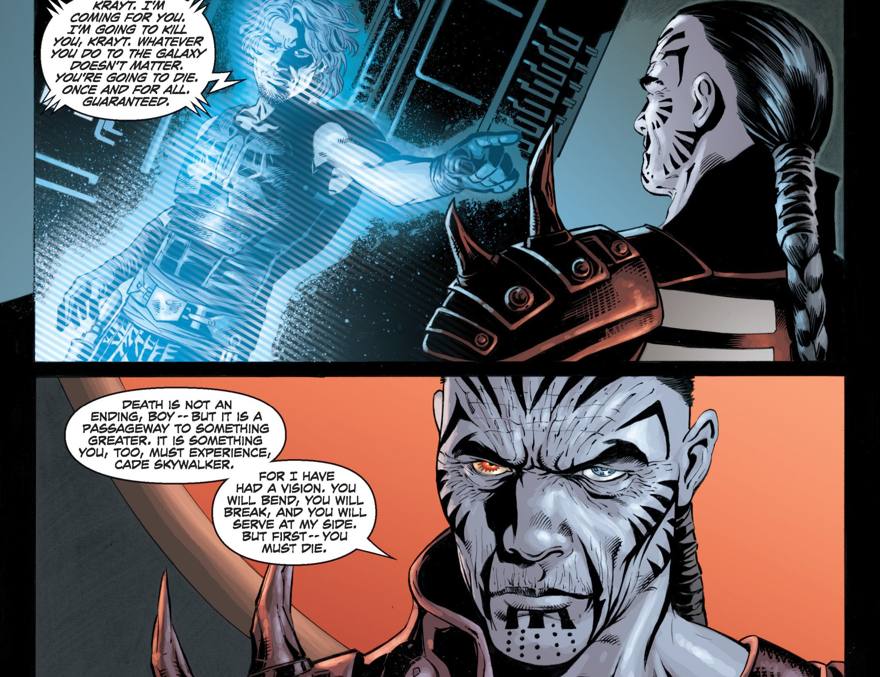 KRAYT. I'M
COMING FOR YOU.
I'M GOING TO KILL
YOU, KRAYT. WHATEVER
YOU DO TO THE GALAXY
DOESN'T MATTER.
YOU'RE GOING TO DIE.
ONCE AND FOR ALL.
GUARANTEED.
DEATH IS NOT AN
ENDING, BOY -- BUT IT IS A
PASSAGEWAY TO SOMETHING
GREATER. IT IS SOMETHING
YOU, TOO, MUST EXPERIENCE,
CADE SKYWALKER.
FOR I HAVE
HAD A VISION. YOU
WILL BEND, YOU WILL
BREAK, AND YOU WILL
SERVE AT MY SIDE.
BUT FIRST -- YOU
MUST DIE.